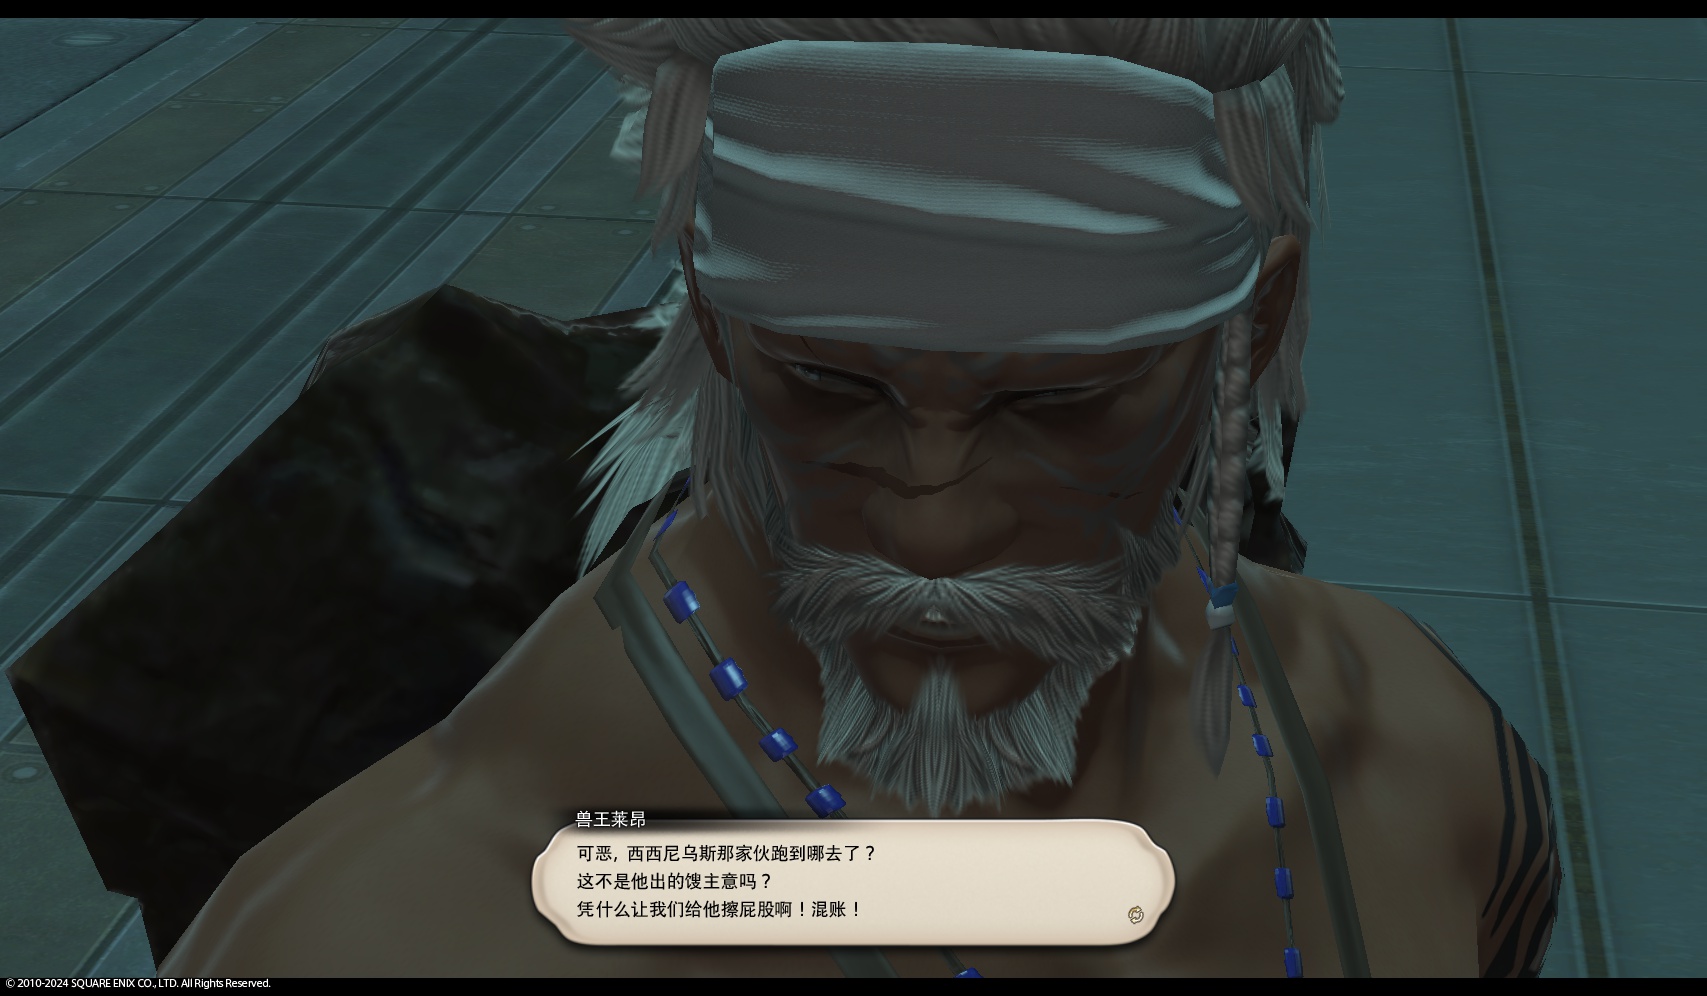 兽王莱昂
可恶，西西尼乌斯那家伙跑到哪去了？
这不是他出的馊主意吗？
凭什么让我们给他擦屁股啊！混账！
© 2010-2024 SQUARE ENIX CO., LTD. All Rights Reserved.